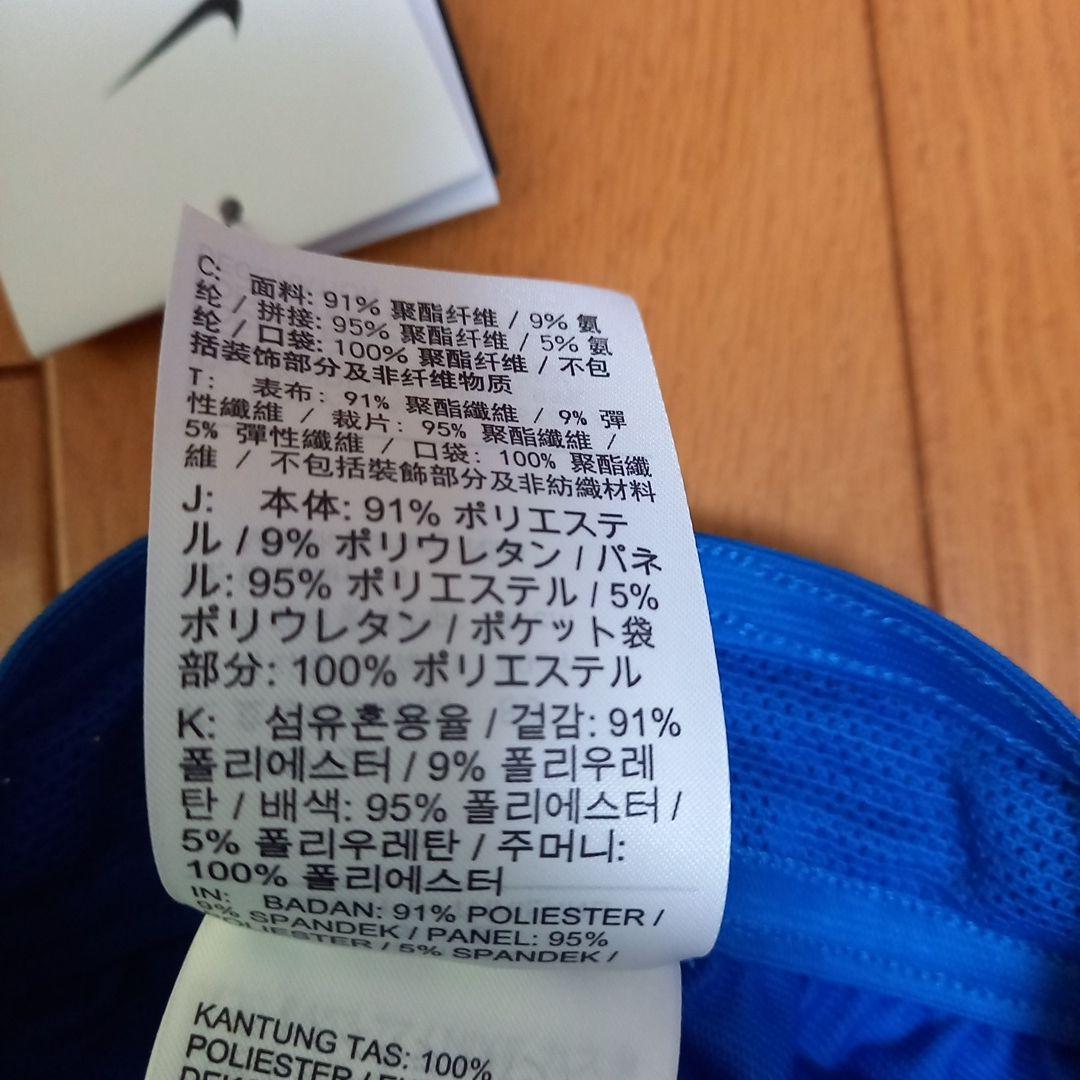 C: 面料: 91% 聚酯纤维 / 9% 氨
纶 / 拼接: 95% 聚酯纤维 / 5% 氨
纶 / 口袋: 100% 聚酯纤维 / 不包
括装饰部分及非纤维物质
T: 表布: 91% 聚酯纖維 / 9% 彈
性纖維 / 裁片: 95% 聚酯纖維 /
5% 彈性纖維 / 口袋: 100% 聚酯纖
維 / 不包括裝飾部分及非紡織材料
J: 本体: 91% ポリエステ
ル / 9% ポリウレタン / パネ
ル: 95% ポリエステル / 5%
ポリウレタン / ポケット袋
部分: 100% ポリエステル
K: 섬유혼용율 / 겉감: 91%
폴리에스터 / 9% 폴리우레
탄 / 배색: 95% 폴리에스터 /
5% 폴리우레탄 / 주머니:
100% 폴리에스터
IN: BADAN: 91% POLIESTER /
9% SPANDEK / PANEL: 95%
POLIESTER / 5% SPANDEK /
KANTUNG TAS: 100%
POLIESTER /